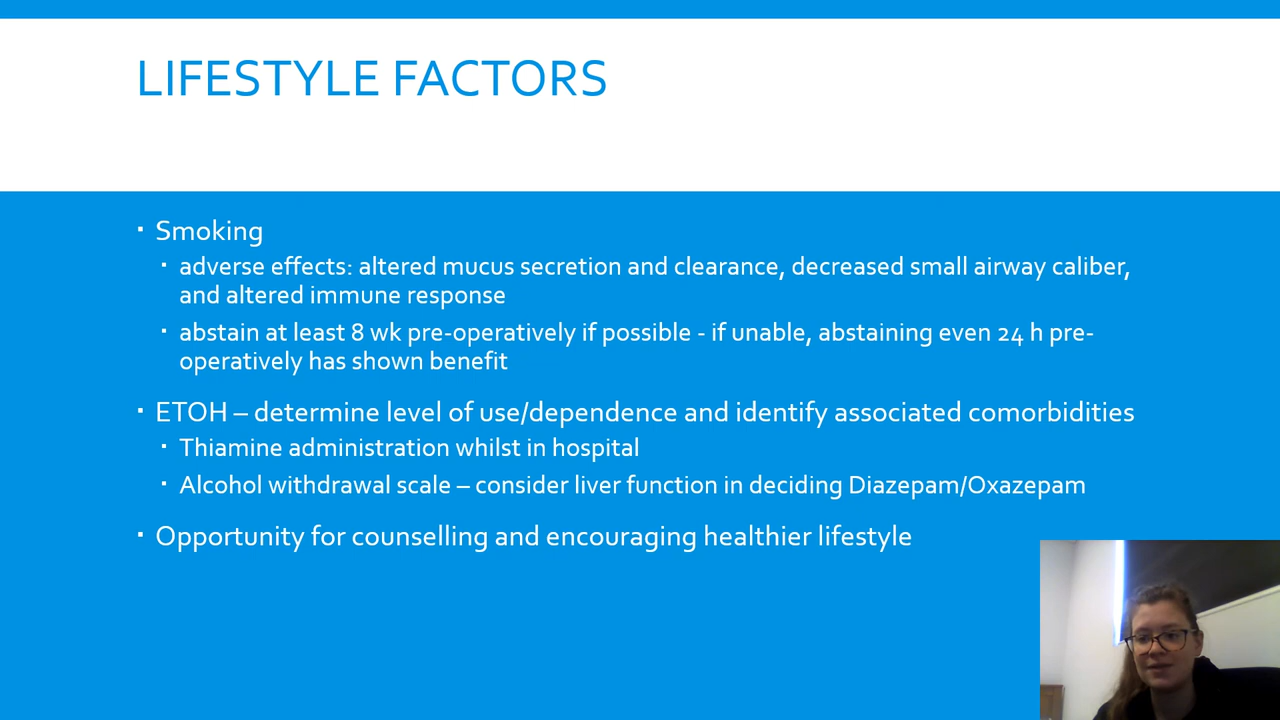 LIFESTYLE FACTORS
▪ Smoking
▪ adverse effects: altered mucus secretion and clearance, decreased small airway caliber,
and altered immune response
▪ abstain at least 8 wk pre-operatively if possible - if unable, abstaining even 24 h pre-
operatively has shown benefit
▪ ETOH – determine level of use/dependence and identify associated comorbidities
▪ Thiamine administration whilst in hospital
▪ Alcohol withdrawal scale – consider liver function in deciding Diazepam/Oxazepam
▪ Opportunity for counselling and encouraging healthier lifestyle